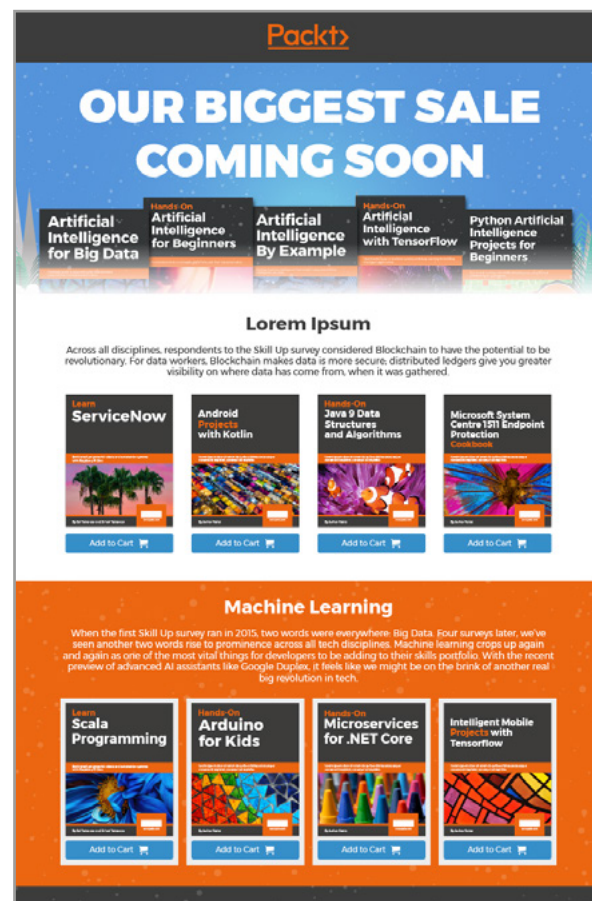 Packt>
OUR BIGGEST SALE
COMING SOON
Artificial
Intelligence
for Big Data
Hands-On
Artificial
Intelligence
for Beginners
Artificial
Intelligence
By Example
Hands-On
Artificial
Intelligence
with TensorFlow
Python Artificial
Intelligence
Projects for
Beginners
Lorem Ipsum
Across all disciplines, respondents to the Skill Up survey considered Blockchain to have the potential to be
revolutionary. For data workers, Blockchain makes data is more secure; distributed ledgers give you greater
visibility on where data has come from, when it was gathered.
Learn
ServiceNow
Android
Projects
with Kotlin
Hands-On
Java 9 Data
Structures
and Algorithms
Microsoft System
Centre 1511 Endpoint
Protection
Cookbook
Add to Cart
Add to Cart
Add to Cart
Add to Cart
Machine Learning
When the first Skill Up survey ran in 2015, two words were everywhere: Big Data. Four surveys later, we've
seen another two words rise to prominence across all tech disciplines. Machine learning crops up again
and again as one of the most vital things for developers to be adding to their skills portfolio. With the recent
preview of advanced AI assistants like Google Duplex, it feels like we might be on the brink of another real
big revolution in tech.
Learn
Scala
Programming
Hands-On
Arduino
for Kids
Hands-On
Microservices
for .NET Core
Intelligent Mobile
Projects with
Tensorflow
Add to Cart
Add to Cart
Add to Cart
Add to Cart